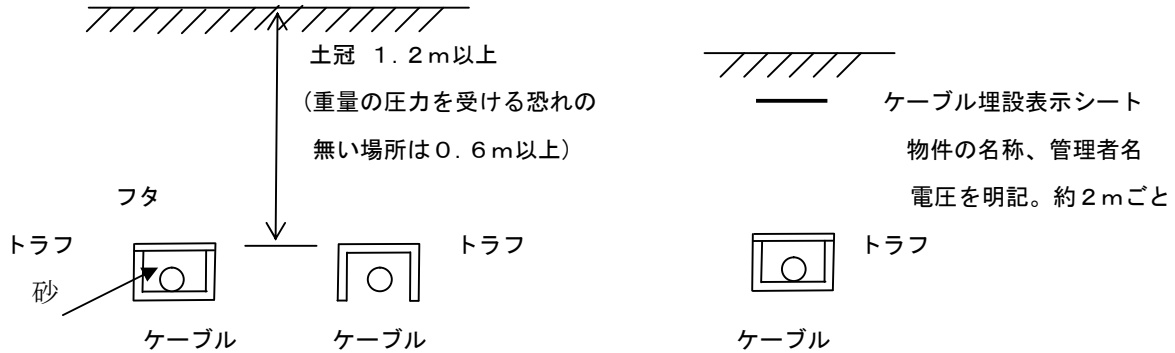 土冠 1.2m以上
(重量の圧力を受ける恐れの
無い場所は0.6m以上)
フタ
トラフ
トラフ
砂
ケーブル
ケーブル
ケーブル埋設表示シート
物件の名称、管理者名
電圧を明記。約2mごと
トラフ
ケーブル